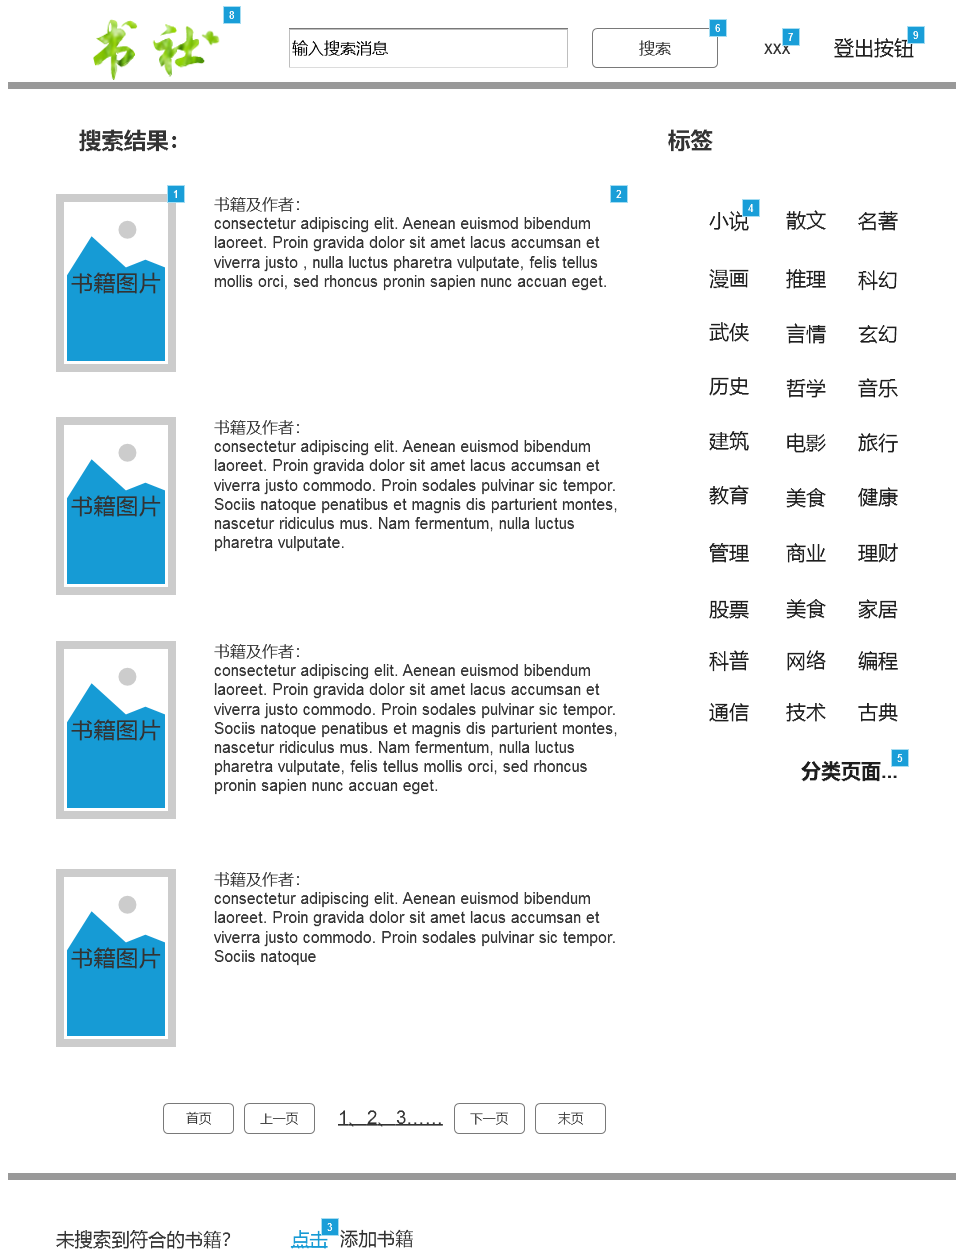 书社
8
输入搜索消息
搜索
6
xxx
7
登出按钮
9
搜索结果：
标签
1
书籍图片
书籍及作者：
2
consectetur adipiscing elit. Aenean euismod bibendum
laoreet. Proin gravida dolor sit amet lacus accumsan et
viverra justo , nulla luctus pharetra vulputate, felis tellus
mollis orci, sed rhoncus pronin sapien nunc accuan eget.
书籍图片
书籍及作者：
consectetur adipiscing elit. Aenean euismod bibendum
laoreet. Proin gravida dolor sit amet lacus accumsan et
viverra justo commodo. Proin sodales pulvinar sic tempor.
Sociis natoque penatibus et magnis dis parturient montes,
nascetur ridiculus mus. Nam fermentum, nulla luctus
pharetra vulputate.
书籍图片
书籍及作者：
consectetur adipiscing elit. Aenean euismod bibendum
laoreet. Proin gravida dolor sit amet lacus accumsan et
viverra justo commodo. Proin sodales pulvinar sic tempor.
Sociis natoque penatibus et magnis dis parturient montes,
nascetur ridiculus mus. Nam fermentum, nulla luctus
pharetra vulputate, felis tellus mollis orci, sed rhoncus
pronin sapien nunc accuan eget.
书籍图片
书籍及作者：
consectetur adipiscing elit. Aenean euismod bibendum
laoreet. Proin gravida dolor sit amet lacus accumsan et
viverra justo commodo. Proin sodales pulvinar sic tempor.
Sociis natoque
小说 4 散文 名著
漫画 推理 科幻
武侠 言情 玄幻
历史 哲学 音乐
建筑 电影 旅行
教育 美食 健康
管理 商业 理财
股票 美食 家居
科普 网络 编程
通信 技术 古典
分类页面... 5
首页 上一页 1、2、3…… 下一页 末页
未搜索到符合的书籍? 点击 3 添加书籍